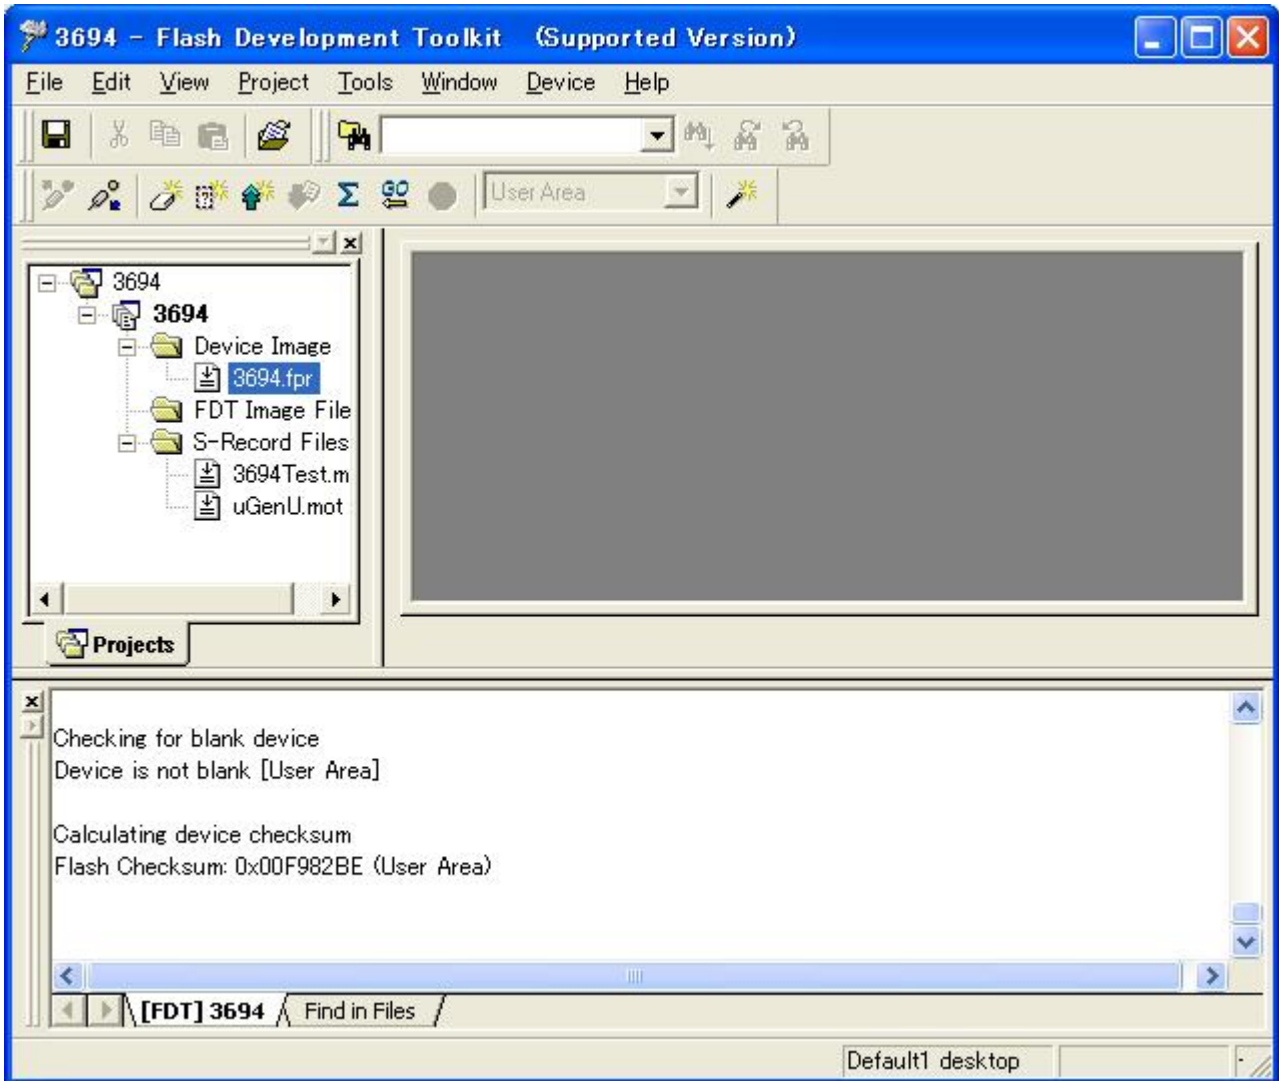 3694 - Flash Development Toolkit (Supported Version)
File Edit View Project Tools Window Device Help
GO User Area
3694
3694
Device Image
3694.fpr
FDT Image File
S-Record Files
3694Test.m
uGenU.mot
Projects
Checking for blank device
Device is not blank [User Area]
Calculating device checksum
Flash Checksum: 0x00F982BE (User Area)
[FDT] 3694 Find in Files
Default1 desktop